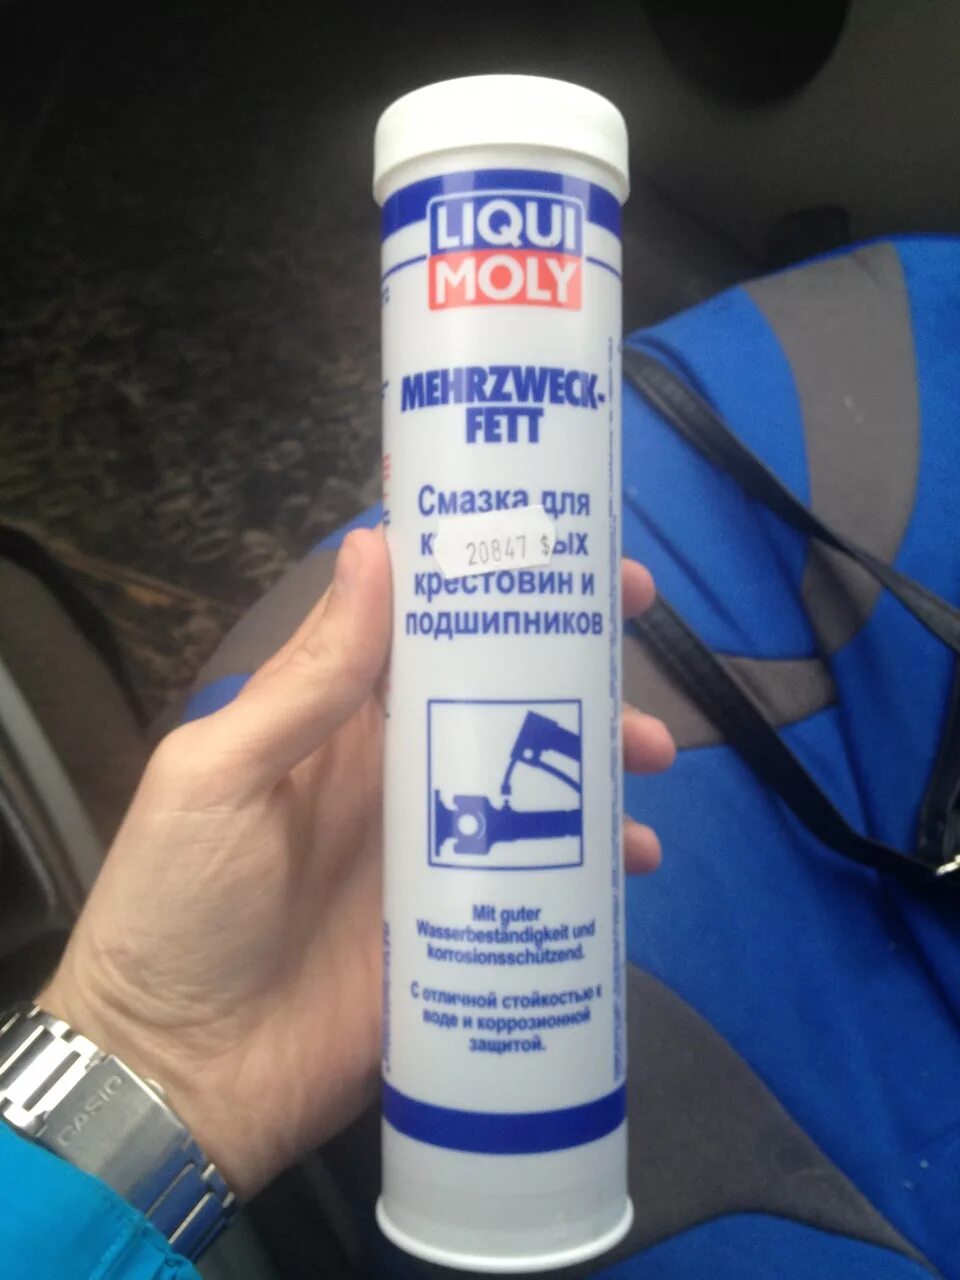 LIQUI
MOLY
MEHRZWECK-
FETT
Смазка для
20847 $
крестовин и
подшипников
Mit guter
Wasserbeständigkeit und
korrosionsschützend.
С отличной стойкостью к
воде и коррозионной
защитой.
CASIO